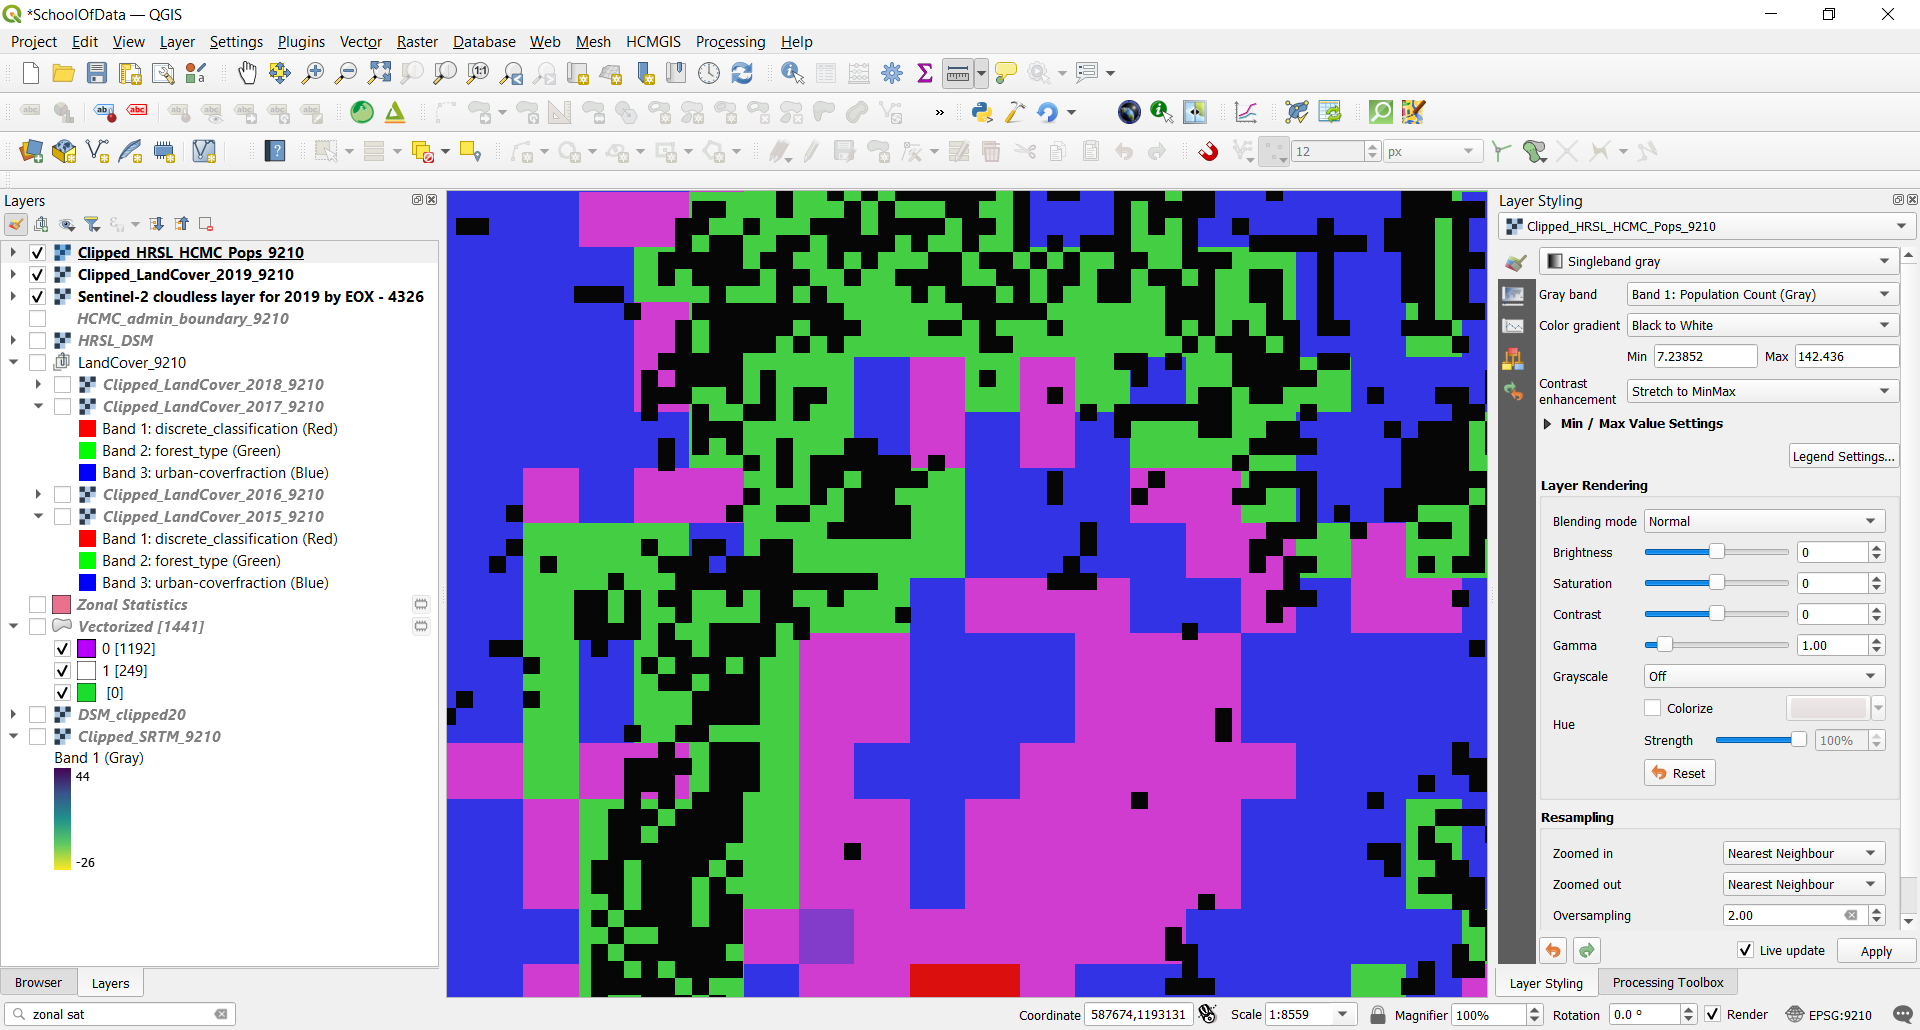 *SchoolOfData — QGIS
Project Edit View Layer Settings Plugins Vector Raster Database Web Mesh HCMGIS Processing Help
12 px
Layers
Clipped_HRSL_HCMC_Pops_9210
Clipped_LandCover_2019_9210
Sentinel-2 cloudless layer for 2019 by EOX - 4326
HCMC_admin_boundary_9210
HRSL_DSM
LandCover_9210
Clipped_LandCover_2018_9210
Clipped_LandCover_2017_9210
Band 1: discrete_classification (Red)
Band 2: forest_type (Green)
Band 3: urban-coverfraction (Blue)
Clipped_LandCover_2016_9210
Clipped_LandCover_2015_9210
Band 1: discrete_classification (Red)
Band 2: forest_type (Green)
Band 3: urban-coverfraction (Blue)
Zonal Statistics
Vectorized [1441]
0 [1192]
1 [249]
[0]
DSM_clipped20
Clipped_SRTM_9210
Band 1 (Gray)
44
-26
Browser Layers
zonal sat
Layer Styling
Clipped_HRSL_HCMC_Pops_9210
Singleband gray
Gray band Band 1: Population Count (Gray)
Color gradient Black to White
Min 7.23852 Max 142.436
Contrast enhancement Stretch to MinMax
Min / Max Value Settings
Legend Settings...
Layer Rendering
Blending mode Normal
Brightness 0
Saturation 0
Contrast 0
Gamma 1.00
Grayscale Off
Hue Colorize
Strength 100%
Reset
Resampling
Zoomed in Nearest Neighbour
Zoomed out Nearest Neighbour
Oversampling 2.00
Live update Apply
Layer Styling Processing Toolbox
Coordinate 587674,1193131 Scale 1:8559 Magnifier 100% Rotation 0.0 ° Render EPSG:9210